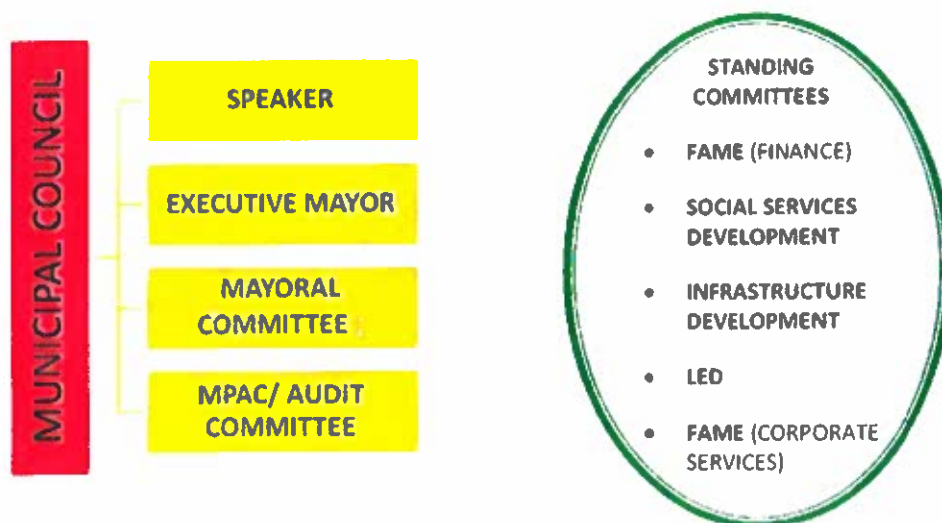 MUNICIPAL COUNCIL
SPEAKER
EXECUTIVE MAYOR
MAYORAL
COMMITTEE
MPAC/ AUDIT
COMMITTEE
STANDING
COMMITTEES
• FAME (FINANCE)
• SOCIAL SERVICES
DEVELOPMENT
• INFRASTRUCTURE
DEVELOPMENT
• LED
• FAME (CORPORATE
SERVICES)